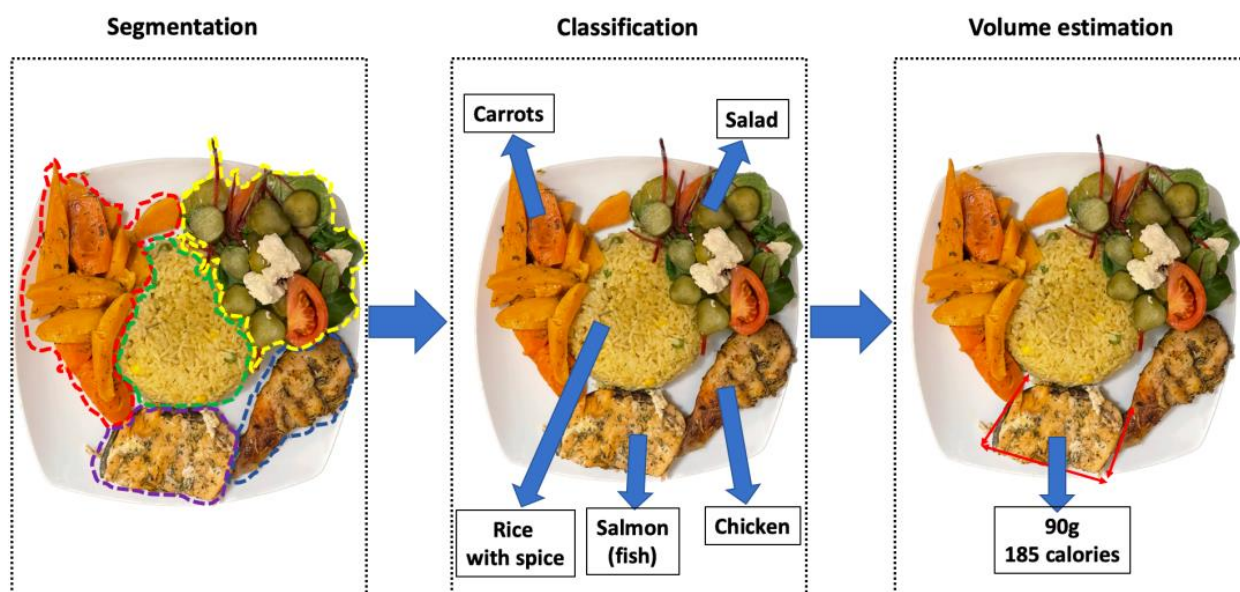 Segmentation
Classification
Volume estimation
Carrots
Salad
Rice
with spice
Salmon
(fish)
Chicken
90g
185 calories